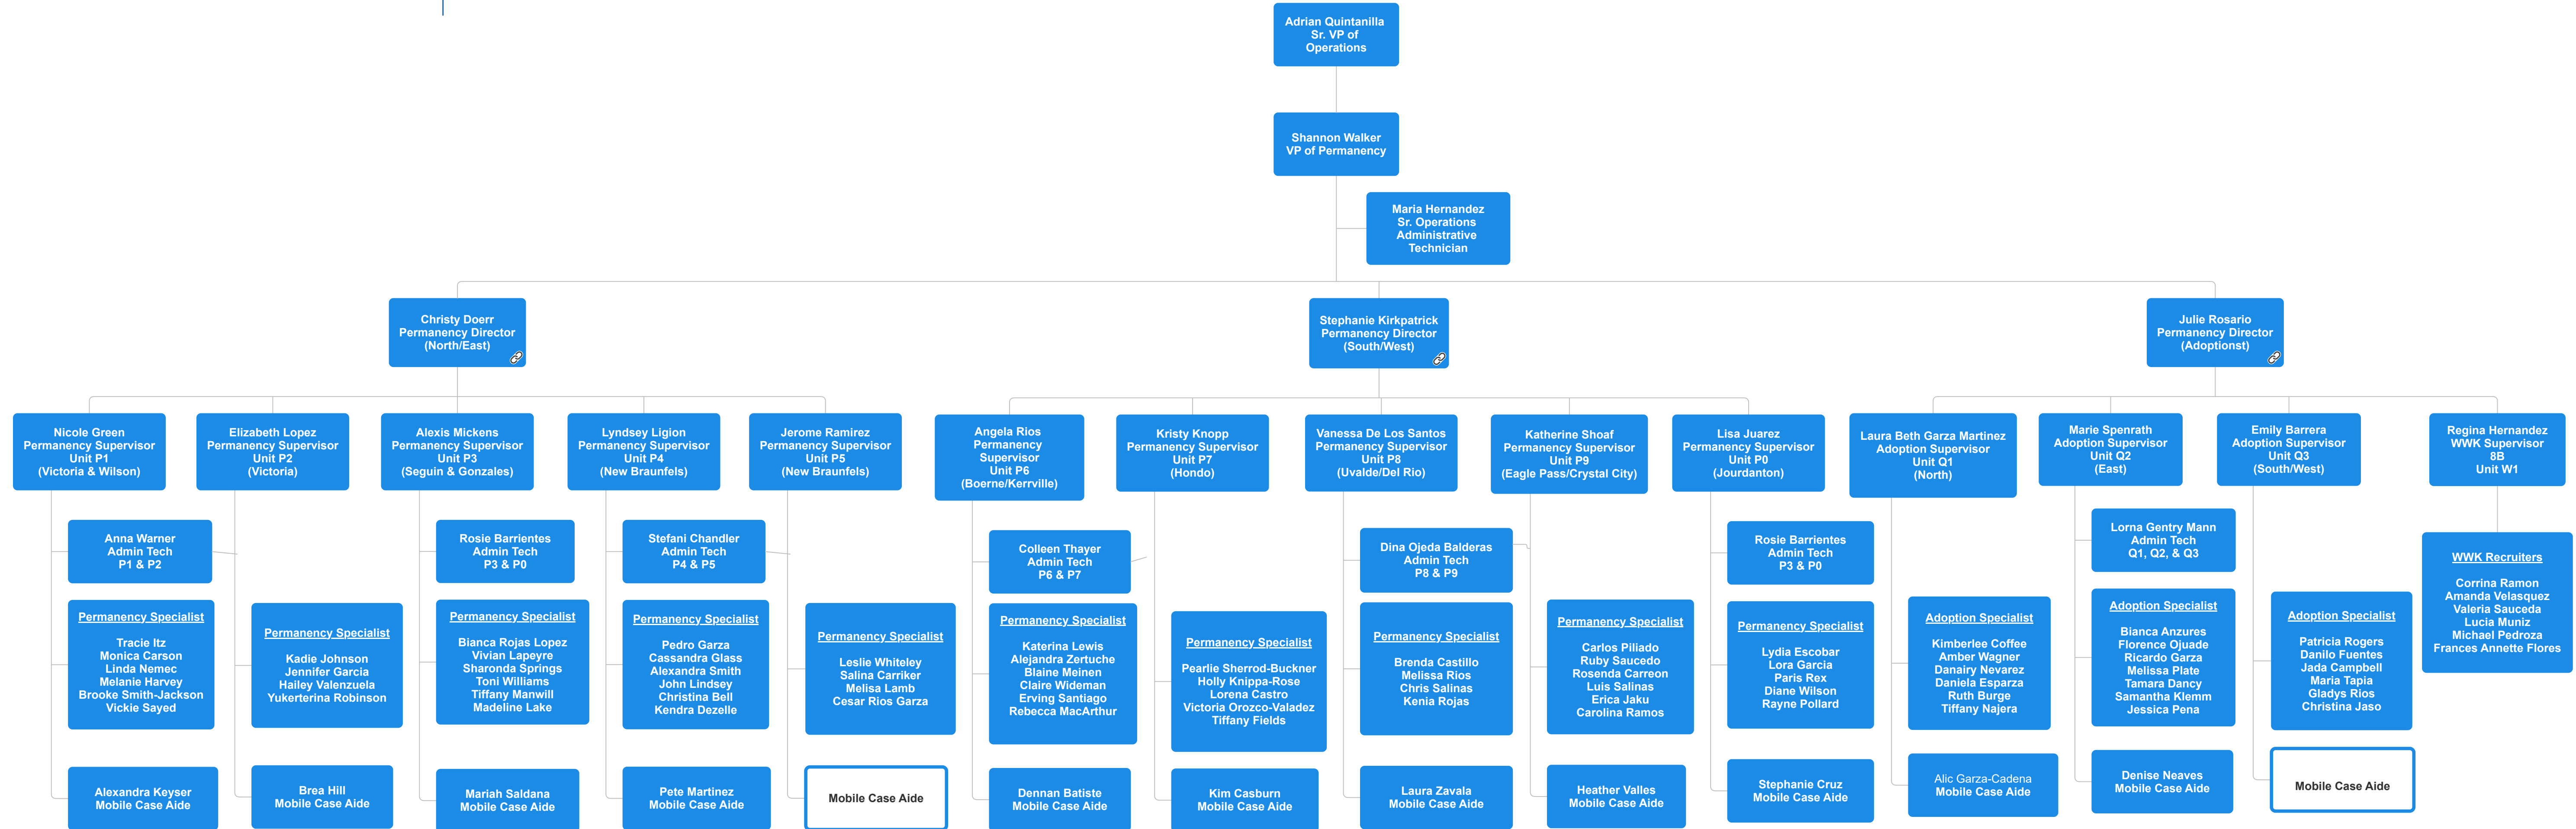 Adrian Quintanilla
Sr. VP of
Operations
Shannon Walker
VP of Permanency
Maria Hernandez
Sr. Operations
Administrative
Technician
Christy Doerr
Permanency Director
(North/East)
Stephanie Kirkpatrick
Permanency Director
(South/West)
Julie Rosario
Permanency Director
(Adoptionst)
Nicole Green
Permanency Supervisor
Unit P1
(Victoria & Wilson)
Elizabeth Lopez
Permanency Supervisor
Unit P2
(Victoria)
Alexis Mickens
Permanency Supervisor
Unit P3
(Seguin & Gonzales)
Lyndsey Ligion
Permanency Supervisor
Unit P4
(New Braunfels)
Jerome Ramirez
Permanency Supervisor
Unit P5
(New Braunfels)
Angela Rios
Permanency
Supervisor
Unit P6
(Boerne/Kerrville)
Kristy Knopp
Permanency Supervisor
Unit P7
(Hondo)
Vanessa De Los Santos
Permanency Supervisor
Unit P8
(Uvalde/Del Rio)
Katherine Shoaf
Permanency Supervisor
Unit P9
(Eagle Pass/Crystal City)
Lisa Juarez
Permanency Supervisor
Unit P0
(Jourdanton)
Laura Beth Garza Martinez
Adoption Supervisor
Unit Q1
(North)
Marie Spenrath
Adoption Supervisor
Unit Q2
(East)
Emily Barrera
Adoption Supervisor
Unit Q3
(South/West)
Regina Hernandez
WWK Supervisor
8B
Unit W1
Anna Warner
Admin Tech
P1 & P2
Rosie Barrientes
Admin Tech
P3 & P0
Stefani Chandler
Admin Tech
P4 & P5
Colleen Thayer
Admin Tech
P6 & P7
Dina Ojeda Balderas
Admin Tech
P8 & P9
Rosie Barrientes
Admin Tech
P3 & P0
Lorna Gentry Mann
Admin Tech
Q1, Q2, & Q3
Permanency Specialist
Tracie Itz
Monica Carson
Linda Nemec
Melanie Harvey
Brooke Smith-Jackson
Vickie Sayed
Permanency Specialist
Kadie Johnson
Jennifer Garcia
Hailey Valenzuela
Yukerterina Robinson
Permanency Specialist
Bianca Rojas Lopez
Vivian Lapeyre
Sharonda Springs
Toni Williams
Tiffany Manwill
Madeline Lake
Permanency Specialist
Pedro Garza
Cassandra Glass
Alexandra Smith
John Lindsey
Christina Bell
Kendra Dezelle
Permanency Specialist
Leslie Whiteley
Salina Carriker
Melisa Lamb
Cesar Rios Garza
Permanency Specialist
Katerina Lewis
Alejandra Zertuche
Blaine Meinen
Claire Wideman
Erving Santiago
Rebecca MacArthur
Permanency Specialist
Pearlie Sherrod-Buckner
Holly Knippa-Rose
Lorena Castro
Victoria Orozco-Valadez
Tiffany Fields
Permanency Specialist
Brenda Castillo
Melissa Rios
Chris Salinas
Kenia Rojas
Permanency Specialist
Carlos Piliado
Ruby Saucedo
Rosenda Carreon
Luis Salinas
Erica Jaku
Carolina Ramos
Permanency Specialist
Lydia Escobar
Lora Garcia
Paris Rex
Diane Wilson
Rayne Pollard
Adoption Specialist
Kimberlee Coffee
Amber Wagner
Danairy Nevarez
Daniela Esparza
Ruth Burge
Tiffany Najera
Adoption Specialist
Bianca Anzures
Florence Ojuade
Ricardo Garza
Melissa Plate
Tamara Dancy
Samantha Klemm
Jessica Pena
Adoption Specialist
Patricia Rogers
Danilo Fuentes
Jada Campbell
Maria Tapia
Gladys Rios
Christina Jaso
WWK Recruiters
Corrina Ramon
Amanda Velasquez
Valeria Sauceda
Lucia Muniz
Michael Pedroza
Frances Annette Flores
Alexandra Keyser
Mobile Case Aide
Brea Hill
Mobile Case Aide
Mariah Saldana
Mobile Case Aide
Pete Martinez
Mobile Case Aide
Mobile Case Aide
Dennan Batiste
Mobile Case Aide
Kim Casburn
Mobile Case Aide
Laura Zavala
Mobile Case Aide
Heather Valles
Mobile Case Aide
Stephanie Cruz
Mobile Case Aide
Alic Garza-Cadena
Mobile Case Aide
Denise Neaves
Mobile Case Aide
Mobile Case Aide